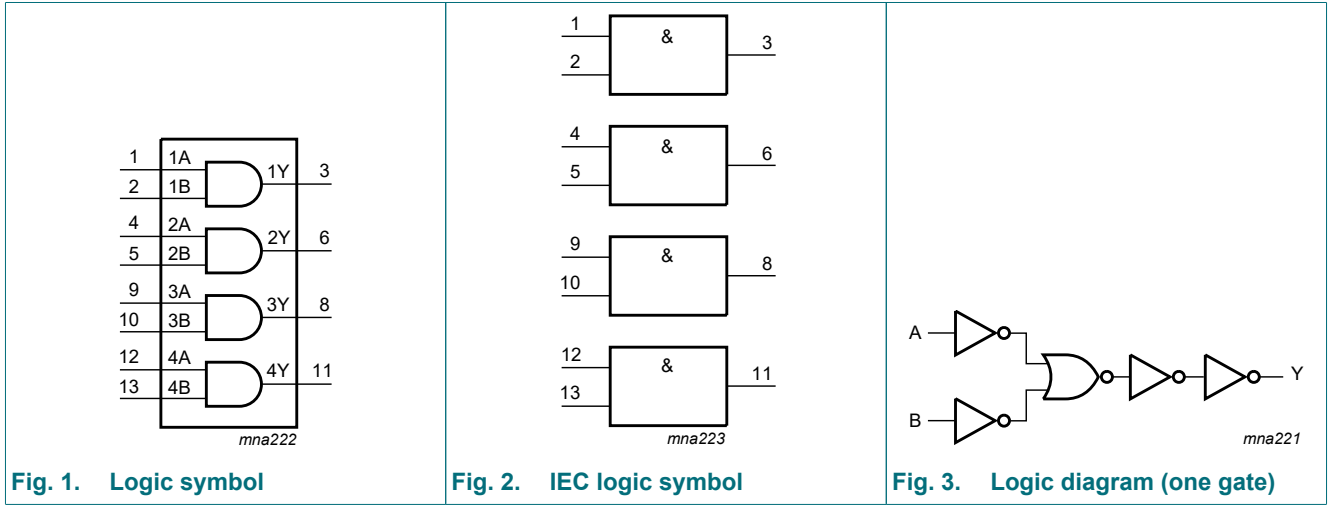 1 1A 1Y 3
2 1B
4 2A 2Y 6
5 2B
9 3A 3Y 8
10 3B
12 4A 4Y 11
13 4B
mna222
Fig. 1. Logic symbol
1 & 3
2
4 & 6
5
9 & 8
10
12 & 11
13
mna223
Fig. 2. IEC logic symbol
A
Y
B
mna221
Fig. 3. Logic diagram (one gate)